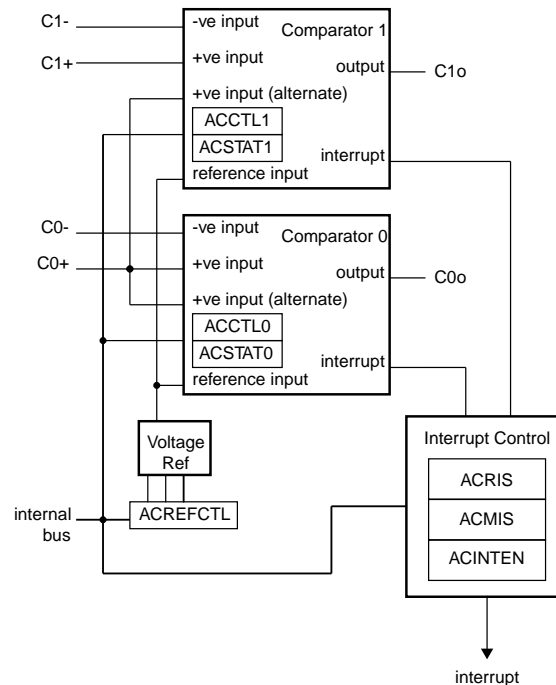 C1-
-ve input
Comparator 1
C1+
+ve input
output
C1o
+ve input (alternate)
ACCTL1
ACSTAT1
interrupt
reference input
C0-
-ve input
Comparator 0
C0+
+ve input
output
C0o
+ve input (alternate)
ACCTL0
ACSTAT0
interrupt
reference input
Voltage
Ref
Interrupt Control
ACRIS
ACMIS
ACINTEN
internal
bus
ACREFCTL
interrupt